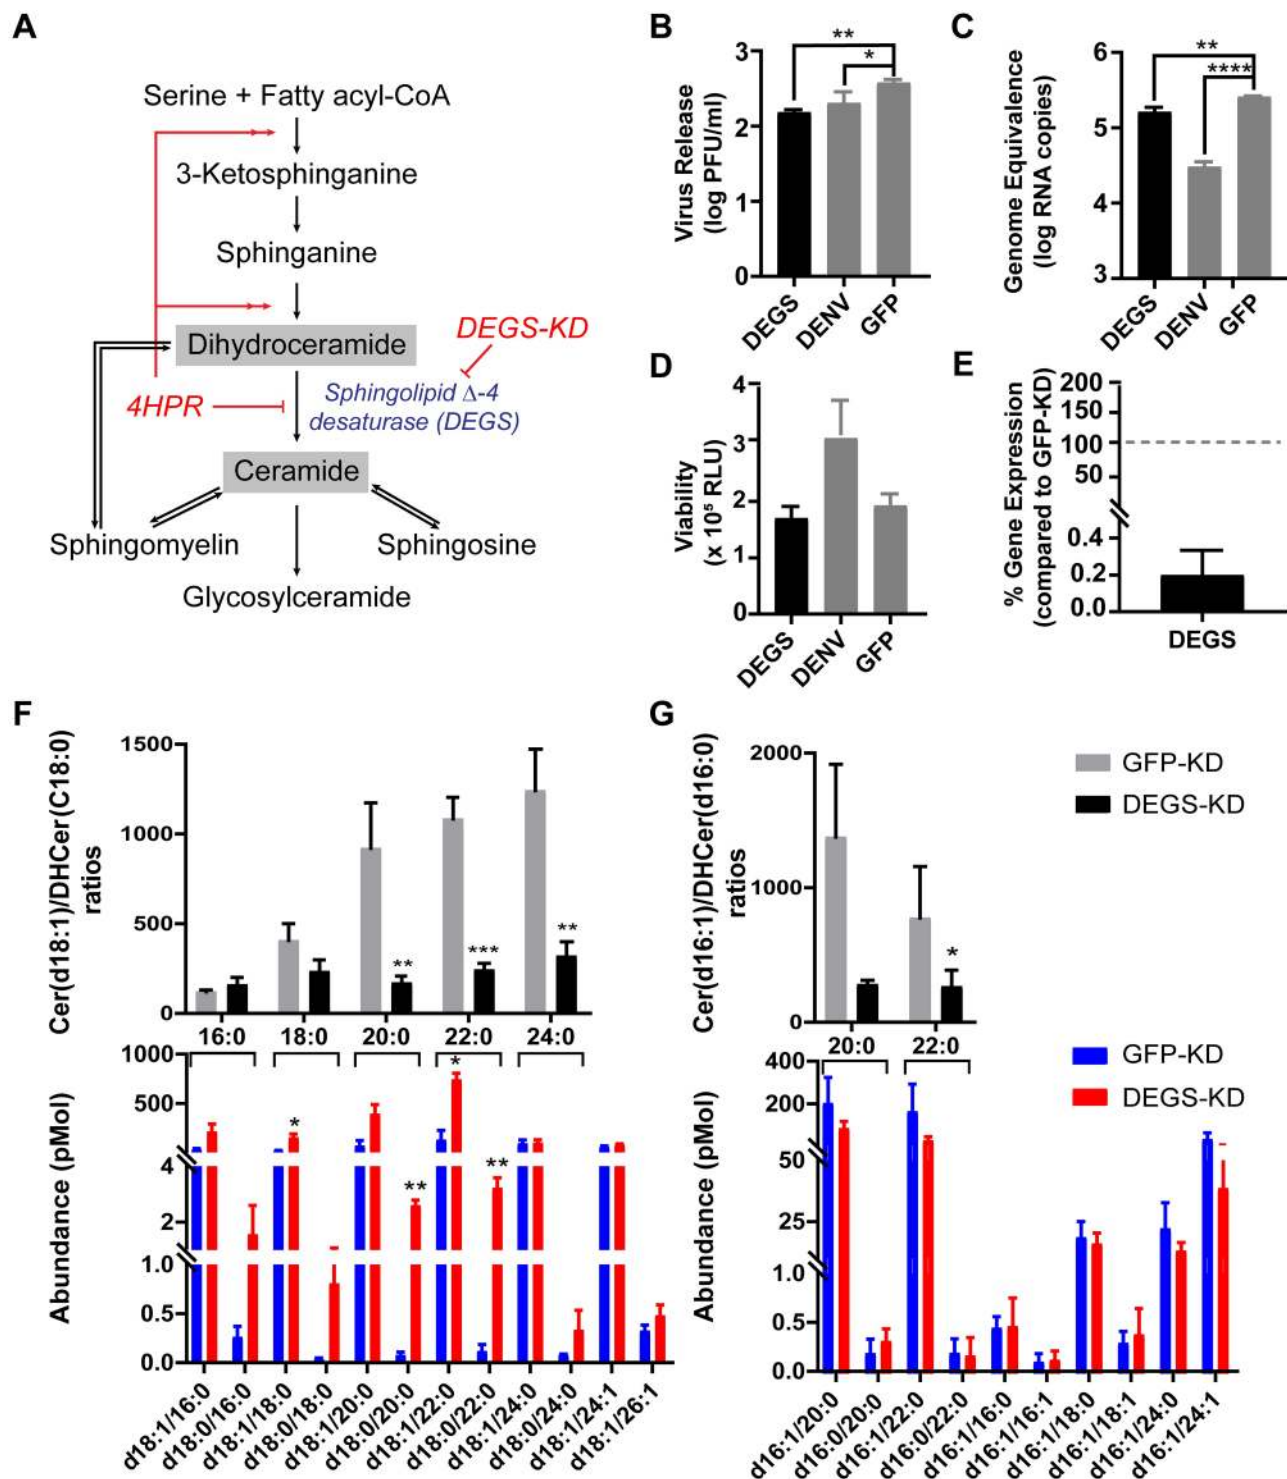 A
Serine + Fatty acyl-CoA
3-Ketosphinganine
Sphinganine
Dihydroceramide
DEGS-KD
4HPR
Sphingolipid Δ-4
desaturase (DEGS)
Ceramide
Sphingomyelin
Sphingosine
Glycosylceramide
B
Virus Release
(log PFU/ml)
3
2
1
0
**
*
DEGS
DENV
GFP
C
Genome Equivalence
(log RNA copies)
6
5
4
3
**
****
DEGS
DENV
GFP
D
Viability
(x 10⁵ RLU)
4
3
2
1
0
DEGS
DENV
GFP
E
% Gene Expression
(compared to GFP-KD)
200
150
100
50
0.4
0.2
0.0
DEGS
F
Cer(d18:1)/DHCer(C18:0)
ratios
1500
1000
500
0
**
***
**
16:0
18:0
20:0
22:0
24:0
Abundance (pMol)
1000
500
4
2
1.0
0.5
0.0
*
**
*
**
d18:1/16:0
d18:0/16:0
d18:1/18:0
d18:0/18:0
d18:1/20:0
d18:0/20:0
d18:1/22:0
d18:0/22:0
d18:1/24:0
d18:0/24:0
d18:1/24:1
d18:1/26:1
G
Cer(d16:1)/DHCer(d16:0)
ratios
2000
1000
0
*
20:0
22:0
GFP-KD
DEGS-KD
Abundance (pMol)
400
200
50
25
1.0
0.5
0.0
GFP-KD
DEGS-KD
d16:1/20:0
d16:0/20:0
d16:1/22:0
d16:0/22:0
d16:1/16:0
d16:1/16:1
d16:1/18:0
d16:1/18:1
d16:1/24:0
d16:1/24:1